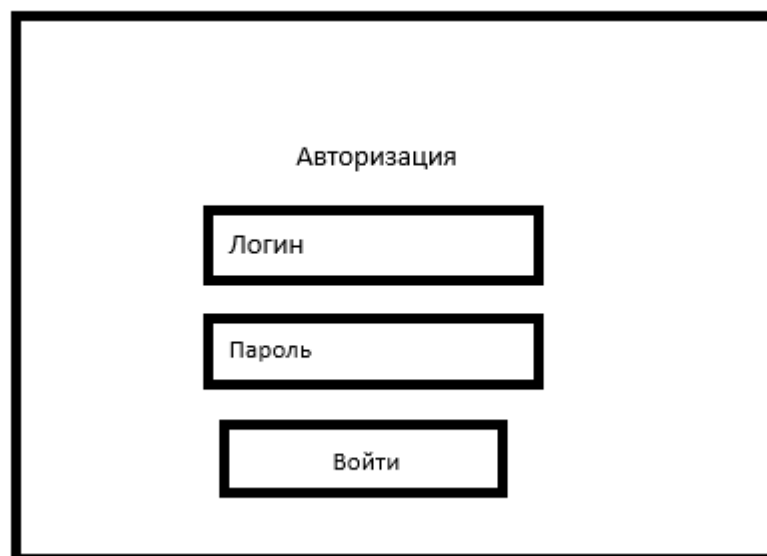 Авторизация
Логин
Пароль
Войти